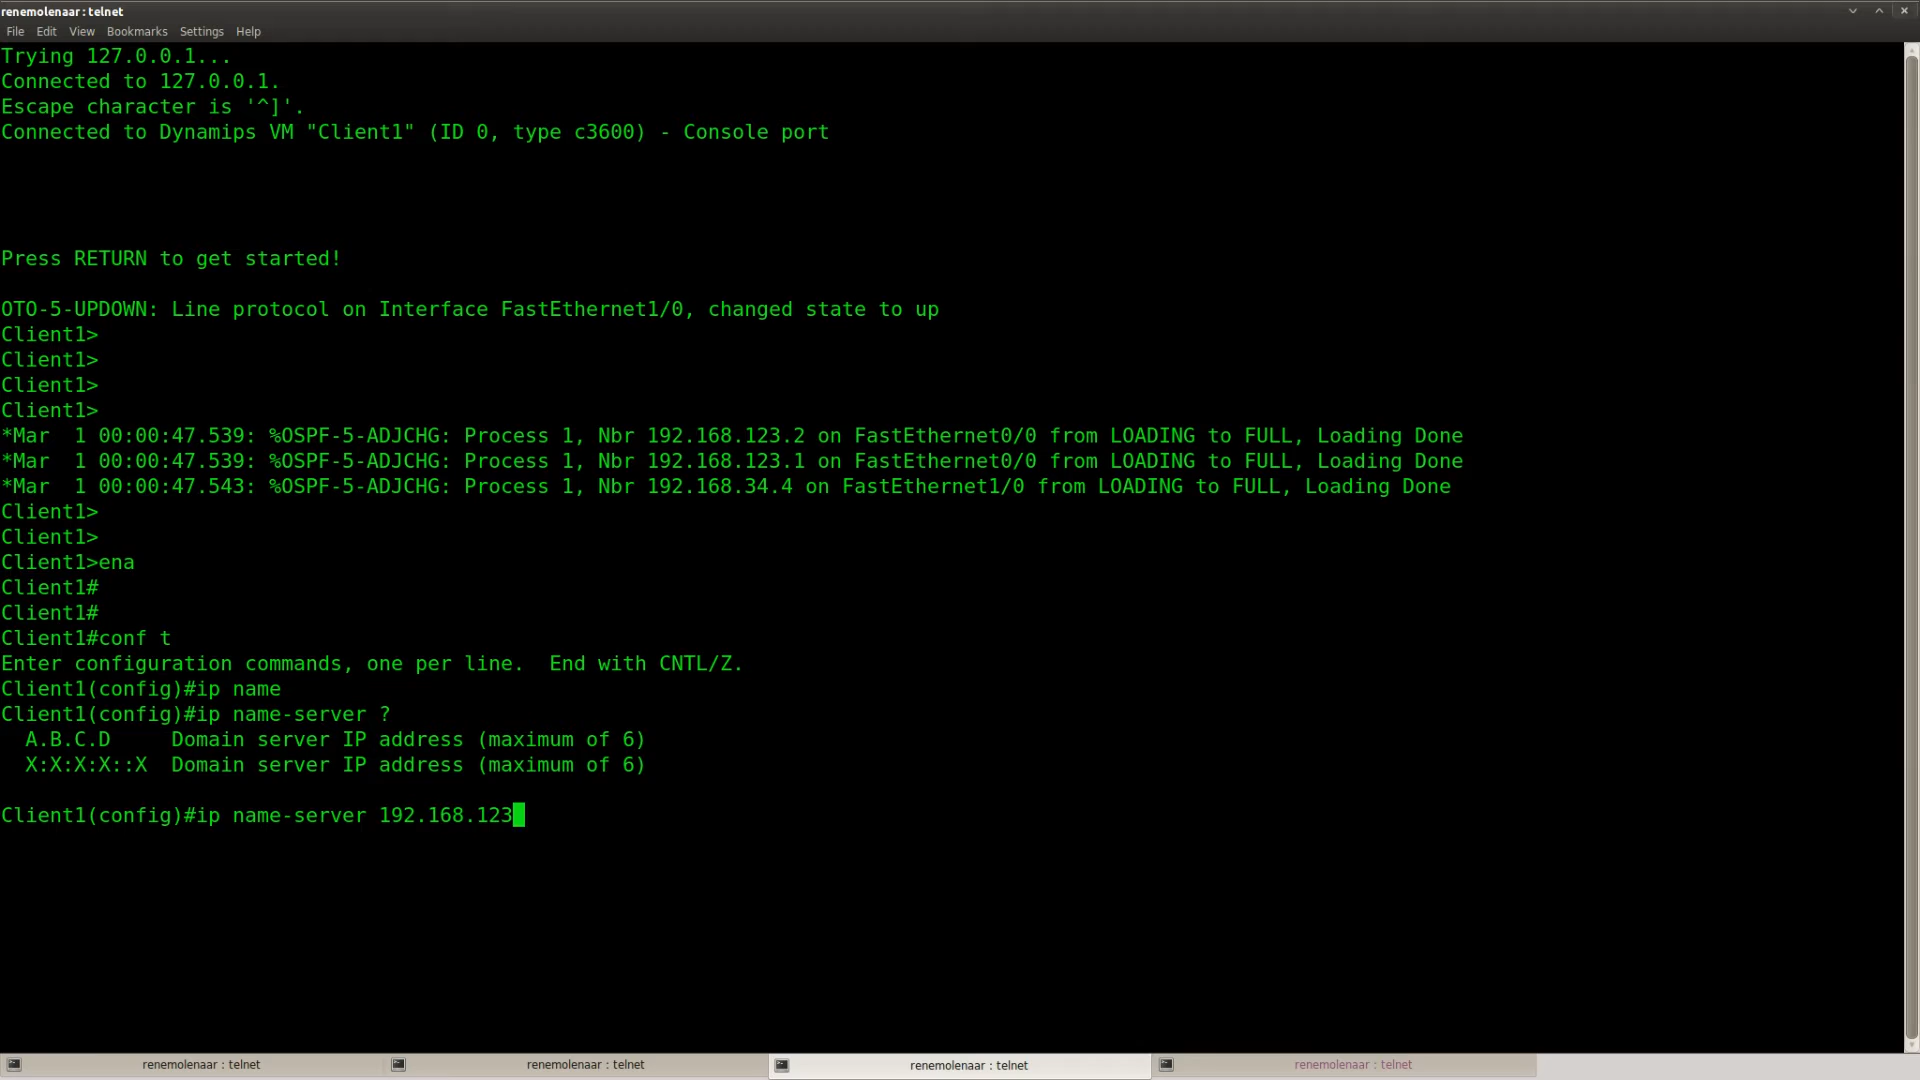 renemolenaar:telnet
File Edit View Bookmarks Settings Help
Trying 127.0.0.1...
Connected to 127.0.0.1.
Escape character is '^]'.
Connected to Dynamips VM "Client1" (ID 0, type c3600) - Console port
Press RETURN to get started!
OTO-5-UPDOWN: Line protocol on Interface FastEthernet1/0, changed state to up
Client1>
Client1>
Client1>
Client1>
*Mar  1 00:00:47.539: %OSPF-5-ADJCHG: Process 1, Nbr 192.168.123.2 on FastEthernet0/0 from LOADING to FULL, Loading Done
*Mar  1 00:00:47.539: %OSPF-5-ADJCHG: Process 1, Nbr 192.168.123.1 on FastEthernet0/0 from LOADING to FULL, Loading Done
*Mar  1 00:00:47.543: %OSPF-5-ADJCHG: Process 1, Nbr 192.168.34.4 on FastEthernet1/0 from LOADING to FULL, Loading Done
Client1>
Client1>
Client1>ena
Client1#
Client1#
Client1#conf t
Enter configuration commands, one per line.  End with CNTL/Z.
Client1(config)#ip name
Client1(config)#ip name-server ?
  A.B.C.D     Domain server IP address (maximum of 6)
  X:X:X:X::X  Domain server IP address (maximum of 6)
Client1(config)#ip name-server 192.168.123
renemolenaar : telnet renemolenaar : telnet renemolenaar : telnet renemolenaar : telnet